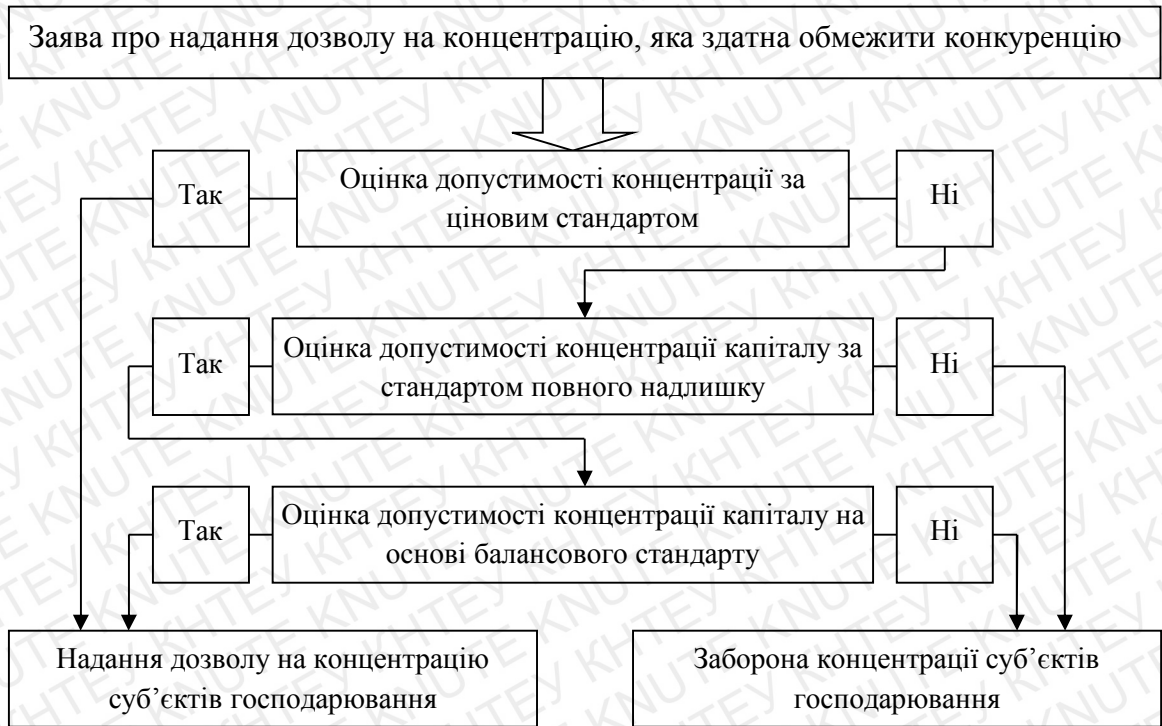 Заява про надання дозволу на концентрацію, яка здатна обмежити конкуренцію
Так
Оцінка допустимості концентрації за
ціновим стандартом
Ні
Так
Оцінка допустимості концентрації капіталу за
стандартом повного надлишку
Ні
Так
Оцінка допустимості концентрації капіталу на
основі балансового стандарту
Ні
Надання дозволу на концентрацію
суб’єктів господарювання
Заборона концентрації суб’єктів
господарювання
КНТЕУ KNUTE